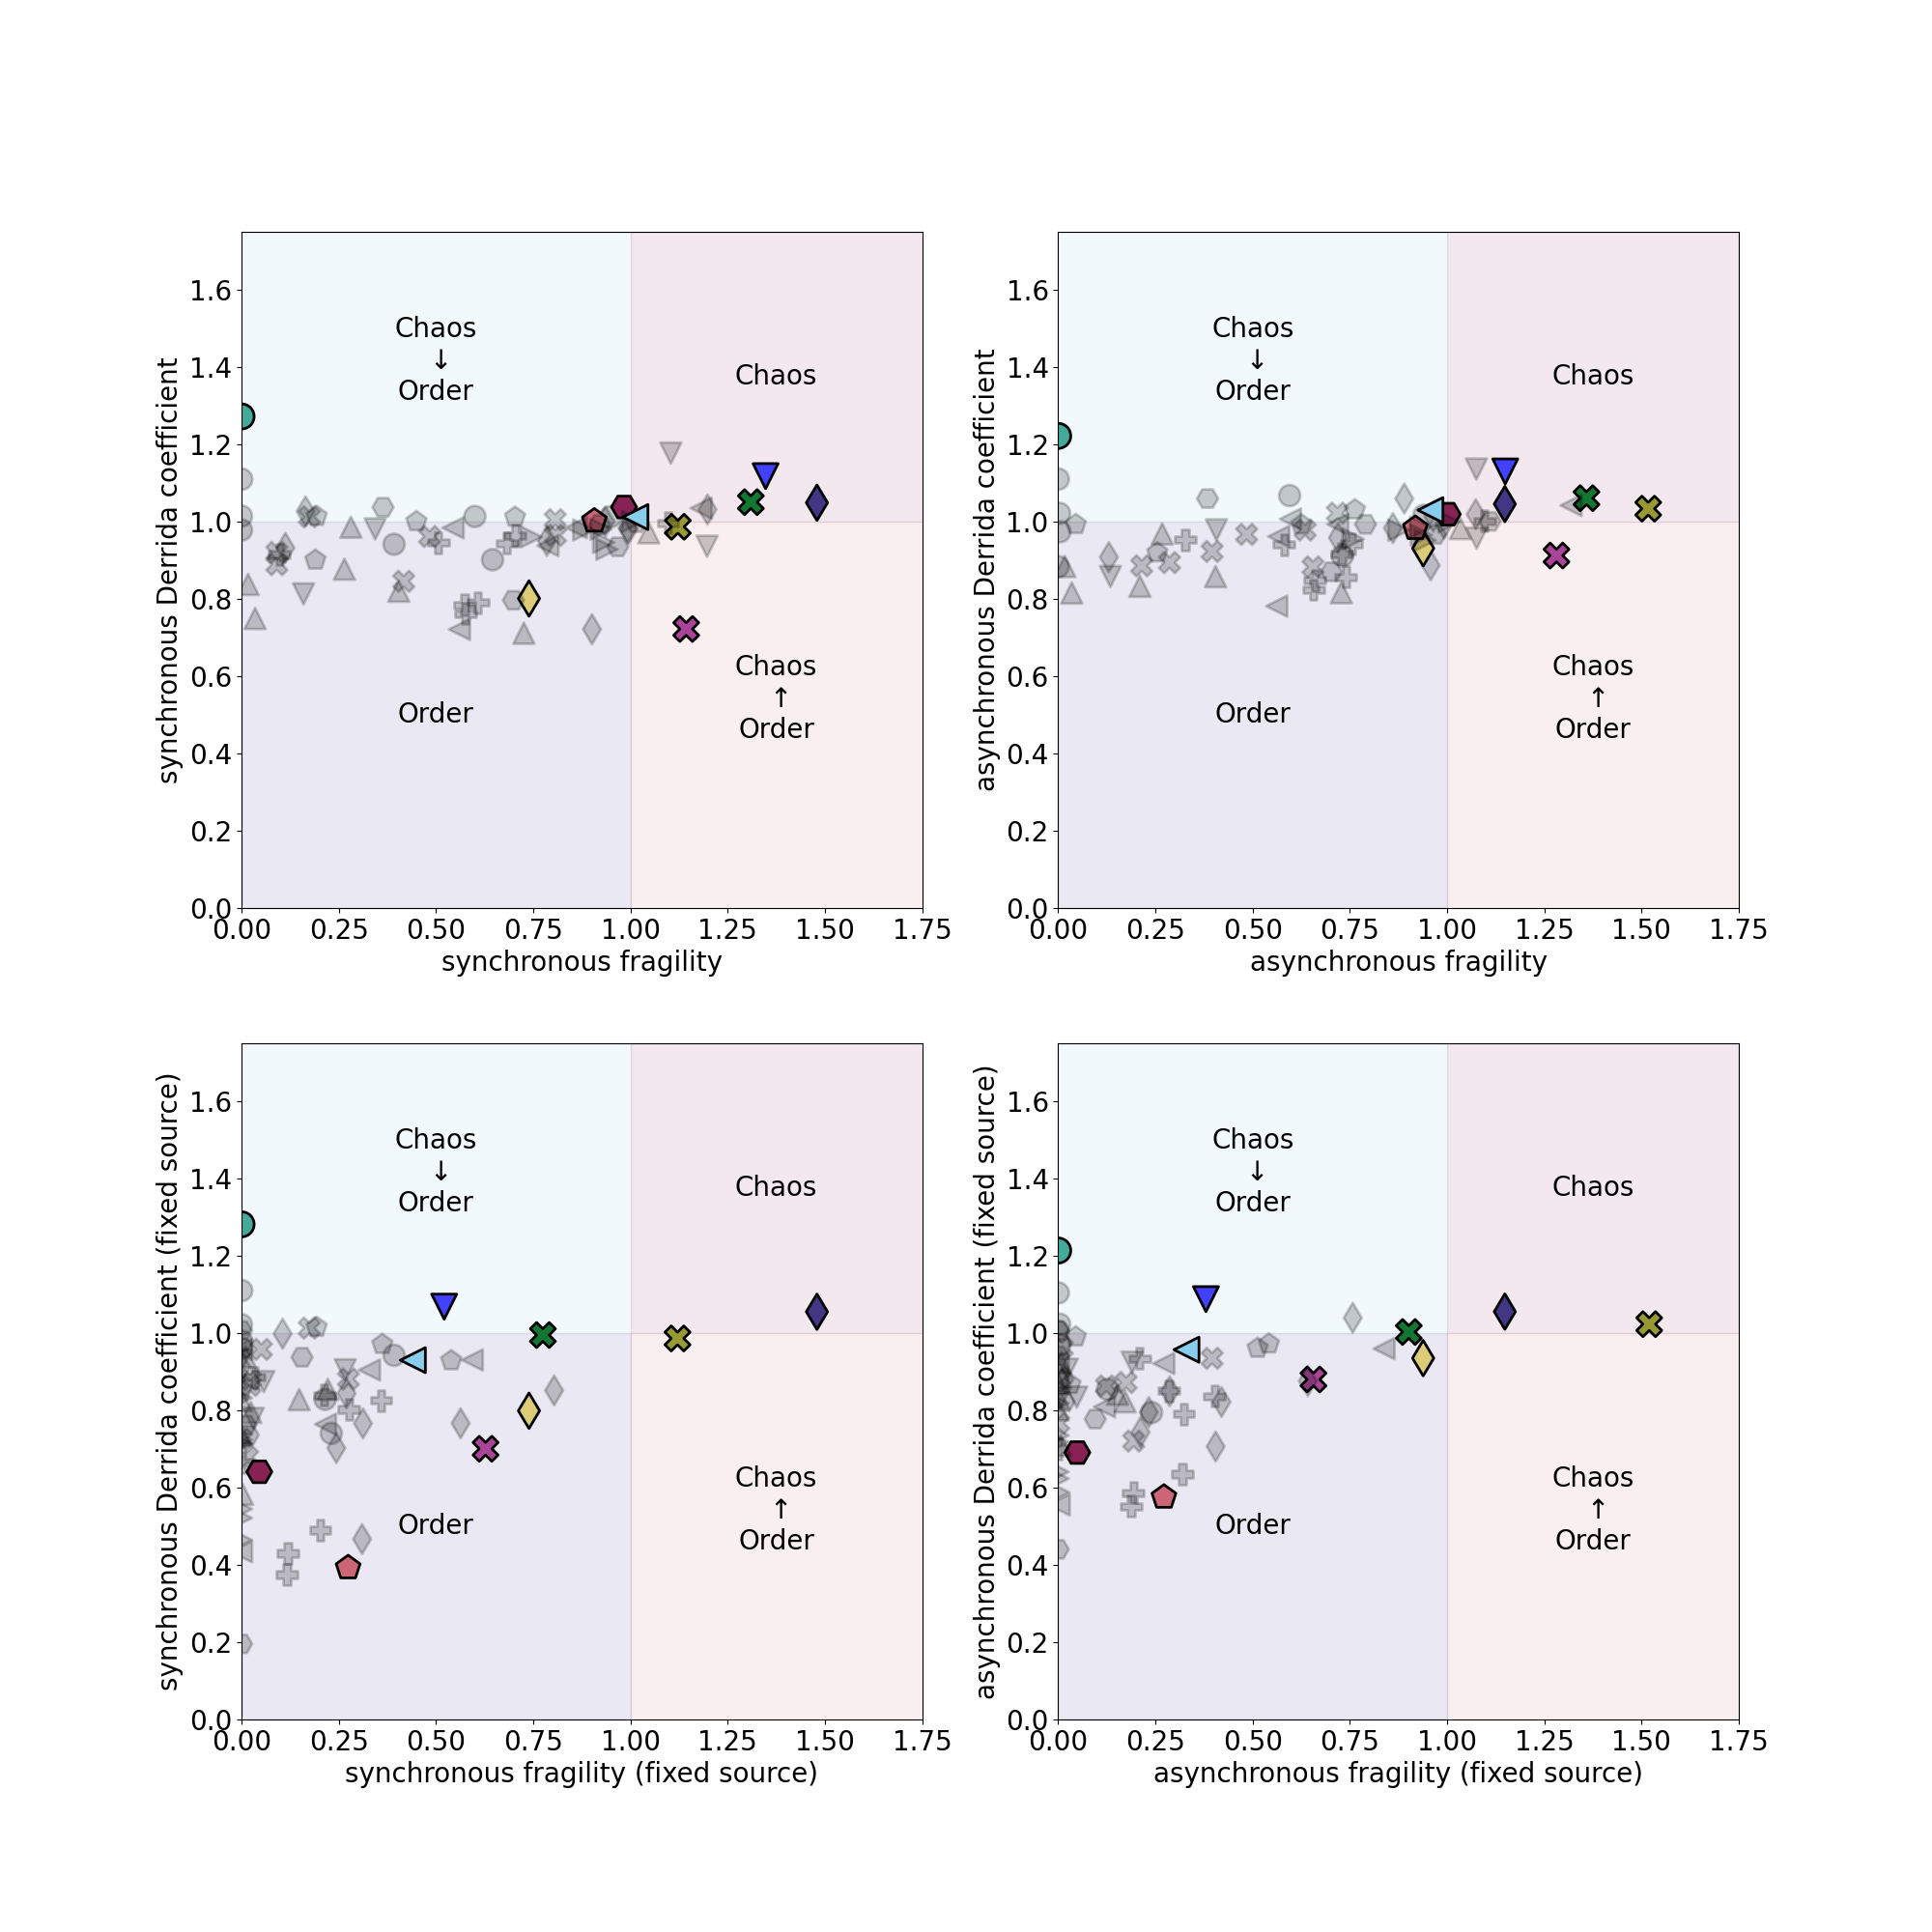 synchronous Derrida coefficient
1.6
1.4
1.2
1.0
0.8
0.6
0.4
0.2
0.0
Chaos
↓
Order
Chaos
Order
Chaos
↑
Order
0.00 0.25 0.50 0.75 1.00 1.25 1.50 1.75
synchronous fragility
asynchronous Derrida coefficient
1.6
1.4
1.2
1.0
0.8
0.6
0.4
0.2
0.0
Chaos
↓
Order
Chaos
Order
Chaos
↑
Order
0.00 0.25 0.50 0.75 1.00 1.25 1.50 1.75
asynchronous fragility
synchronous Derrida coefficient (fixed source)
1.6
1.4
1.2
1.0
0.8
0.6
0.4
0.2
0.0
Chaos
↓
Order
Chaos
Order
Chaos
↑
Order
0.00 0.25 0.50 0.75 1.00 1.25 1.50 1.75
synchronous fragility (fixed source)
asynchronous Derrida coefficient (fixed source)
1.6
1.4
1.2
1.0
0.8
0.6
0.4
0.2
0.0
Chaos
↓
Order
Chaos
Order
Chaos
↑
Order
0.00 0.25 0.50 0.75 1.00 1.25 1.50 1.75
asynchronous fragility (fixed source)